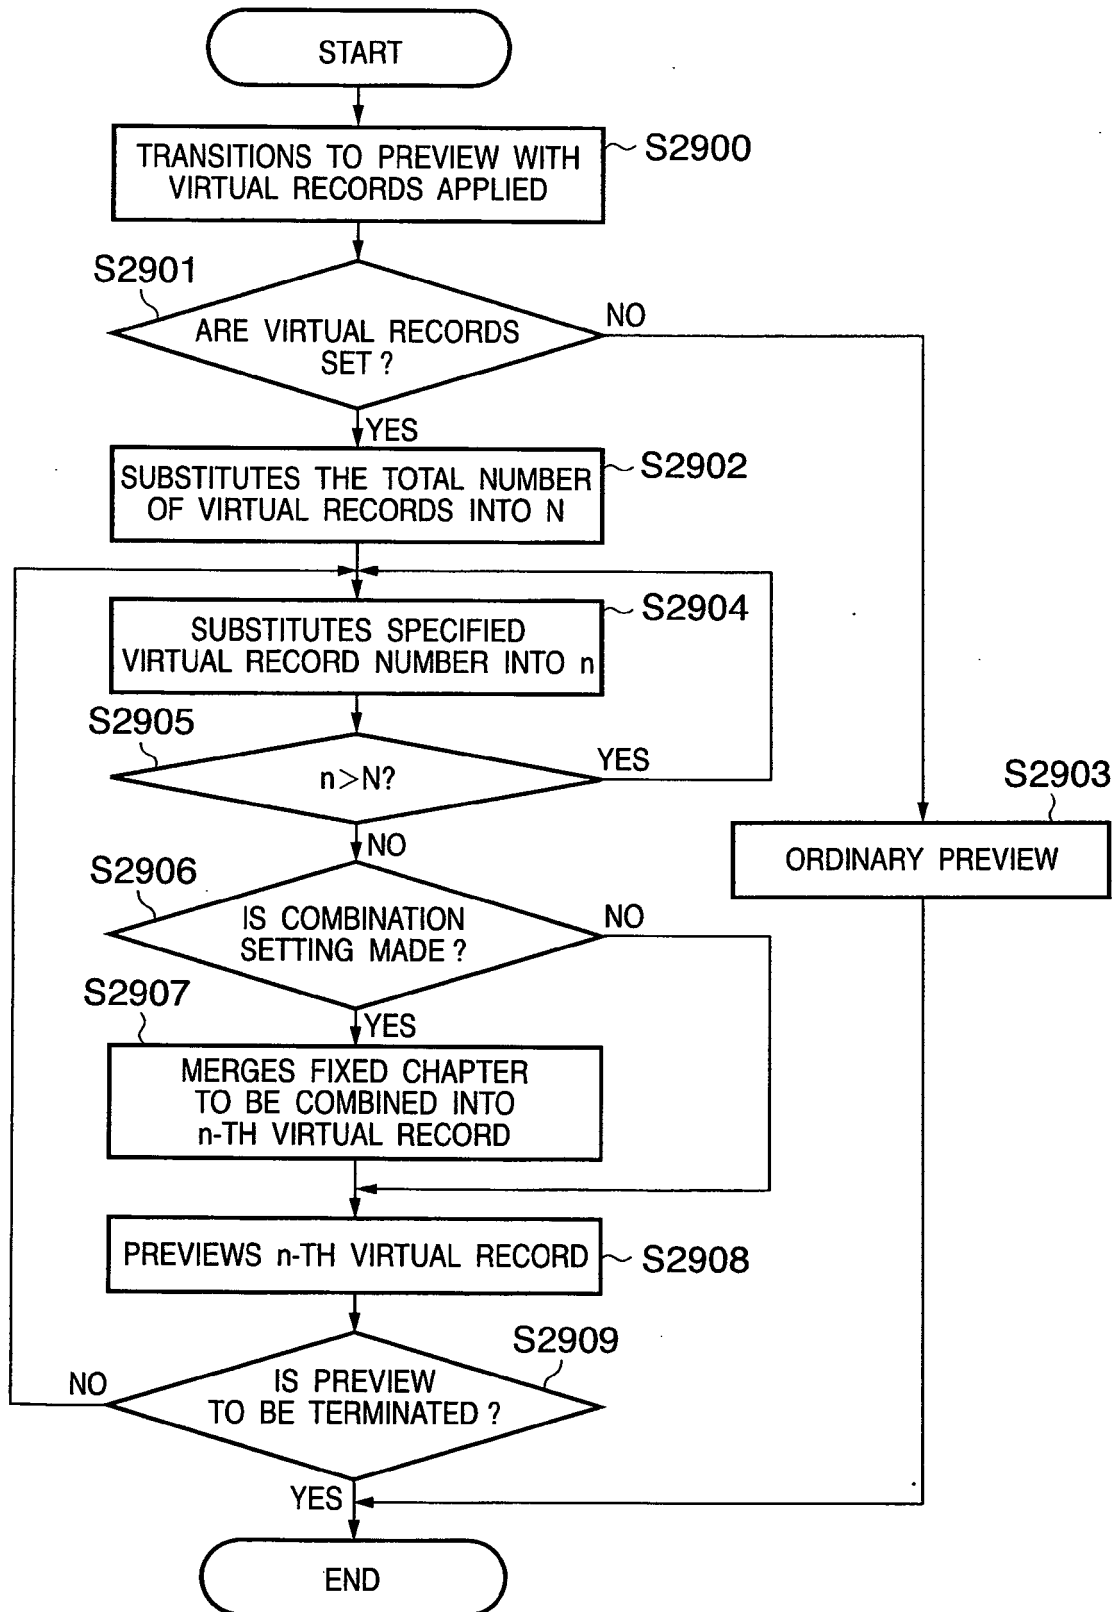 START
TRANSITIONS TO PREVIEW WITH
VIRTUAL RECORDS APPLIED
S2900
S2901
ARE VIRTUAL RECORDS
SET ?
NO
YES
SUBSTITUTES THE TOTAL NUMBER
OF VIRTUAL RECORDS INTO N
S2902
SUBSTITUTES SPECIFIED
VIRTUAL RECORD NUMBER INTO n
S2904
S2905
n>N?
YES
NO
S2903
ORDINARY PREVIEW
S2906
IS COMBINATION
SETTING MADE ?
NO
YES
S2907
MERGES FIXED CHAPTER
TO BE COMBINED INTO
n-TH VIRTUAL RECORD
PREVIEWS n-TH VIRTUAL RECORD
S2908
S2909
IS PREVIEW
TO BE TERMINATED ?
NO
YES
END